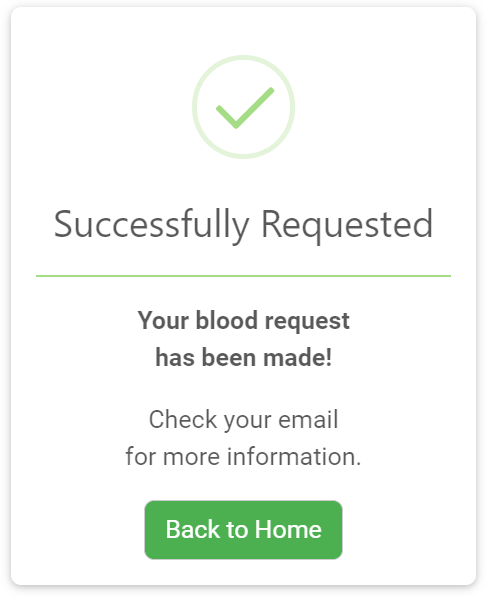 Successfully Requested
Your blood request
has been made!
Check your email
for more information.
Back to Home